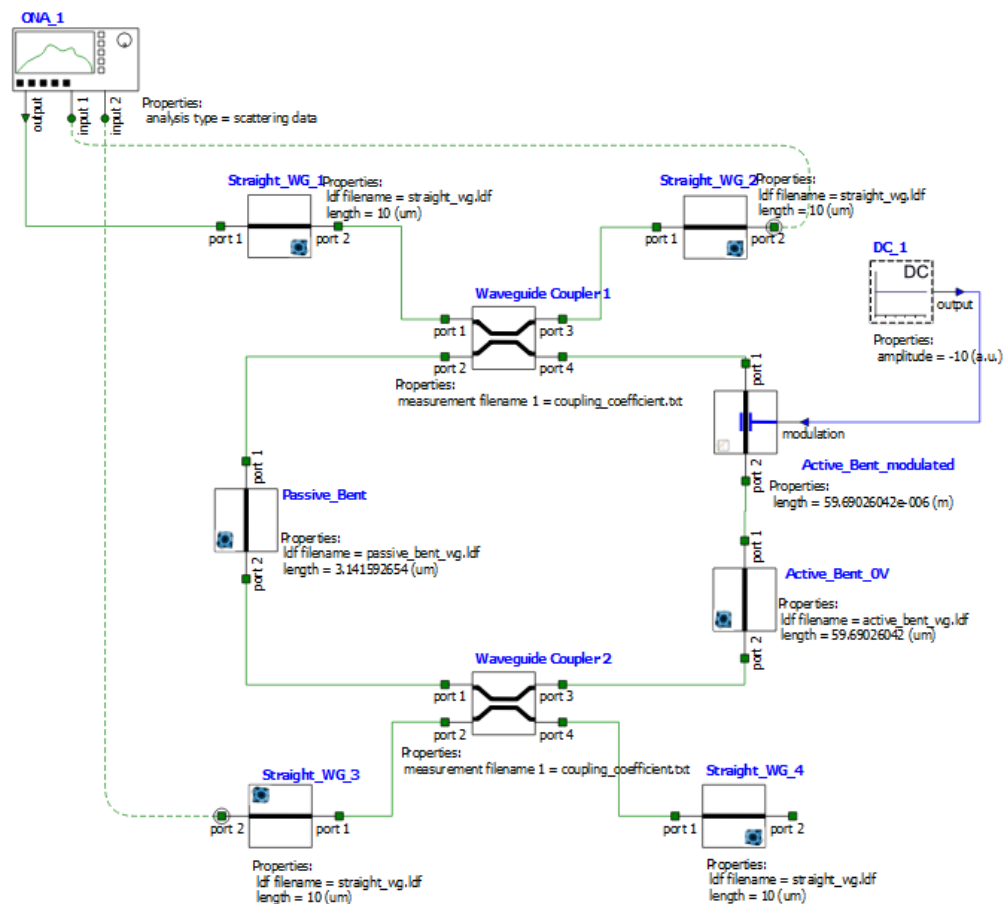 ONA_1
output
input 1
input 2
Properties:
analysis type = scattering data
Straight_WG_1
Properties:
ldf filename = straight_wg.ldf
length = 10 (um)
port 1
port 2
Straight_WG_2
Properties:
ldf filename = straight_wg.ldf
length = 10 (um)
port 1
port 2
DC_1
DC
output
Properties:
amplitude = -10 (a.u.)
Waveguide Coupler 1
port 1
port 3
port 2
port 4
Properties:
measurement filename 1 = coupling_coefficient.txt
port 1
modulation
port 2
Active_Bent_modulated
Properties:
length = 59.69026042e-006 (m)
port 1
Passive_Bent
Properties:
ldf filename = passive_bent_wg.ldf
length = 3.141592654 (um)
port 2
port 1
Active_Bent_0V
Properties:
ldf filename = active_bent_wg.ldf
length = 59.69026042 (um)
port 2
Waveguide Coupler 2
port 1
port 3
port 2
port 4
Properties:
measurement filename 1 = coupling_coefficient.txt
Straight_WG_3
port 2
port 1
Properties:
ldf filename = straight_wg.ldf
length = 10 (um)
Straight_WG_4
port 1
port 2
Properties:
ldf filename = straight_wg.ldf
length = 10 (um)